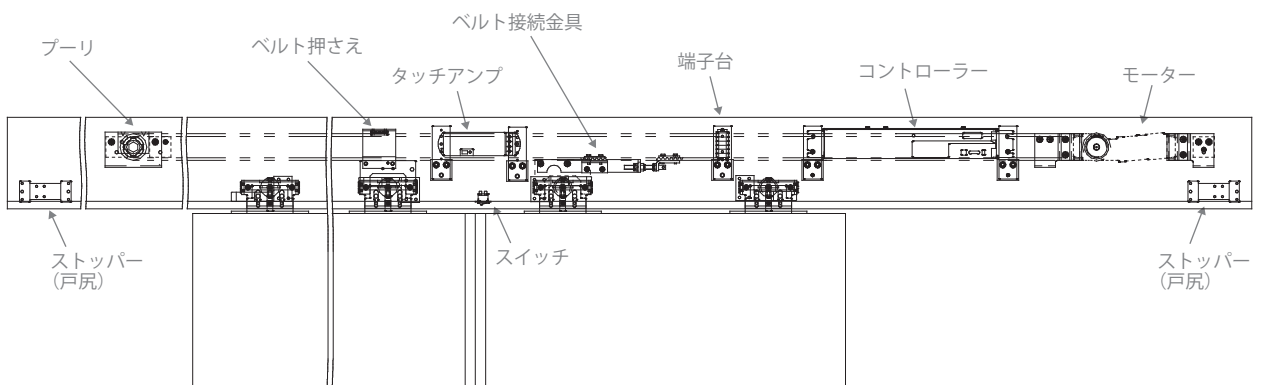 ベルト接続金具
プーリ
ベルト押さえ
タッチアンプ
端子台
コントローラー
モーター
ストッパー
(戸尻)
スイッチ
ストッパー
(戸尻)